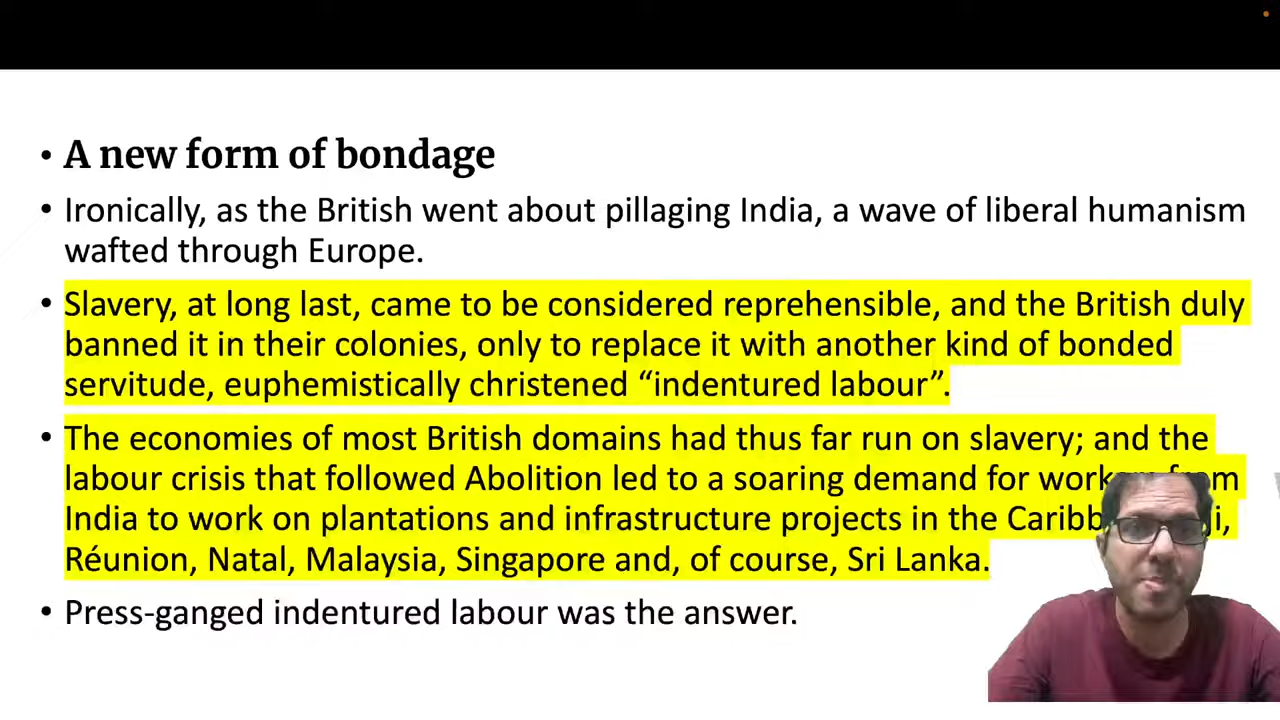 A new form of bondage
Ironically, as the British went about pillaging India, a wave of liberal humanism
wafted through Europe.
Slavery, at long last, came to be considered reprehensible, and the British duly
banned it in their colonies, only to replace it with another kind of bonded
servitude, euphemistically christened “indentured labour”.
The economies of most British domains had thus far run on slavery; and the
labour crisis that followed Abolition led to a soaring demand for
India to work on plantations and infrastructure projects in the
Réunion, Natal, Malaysia, Singapore and, of course, Sri Lanka.
Press-ganged indentured labour was the answer.